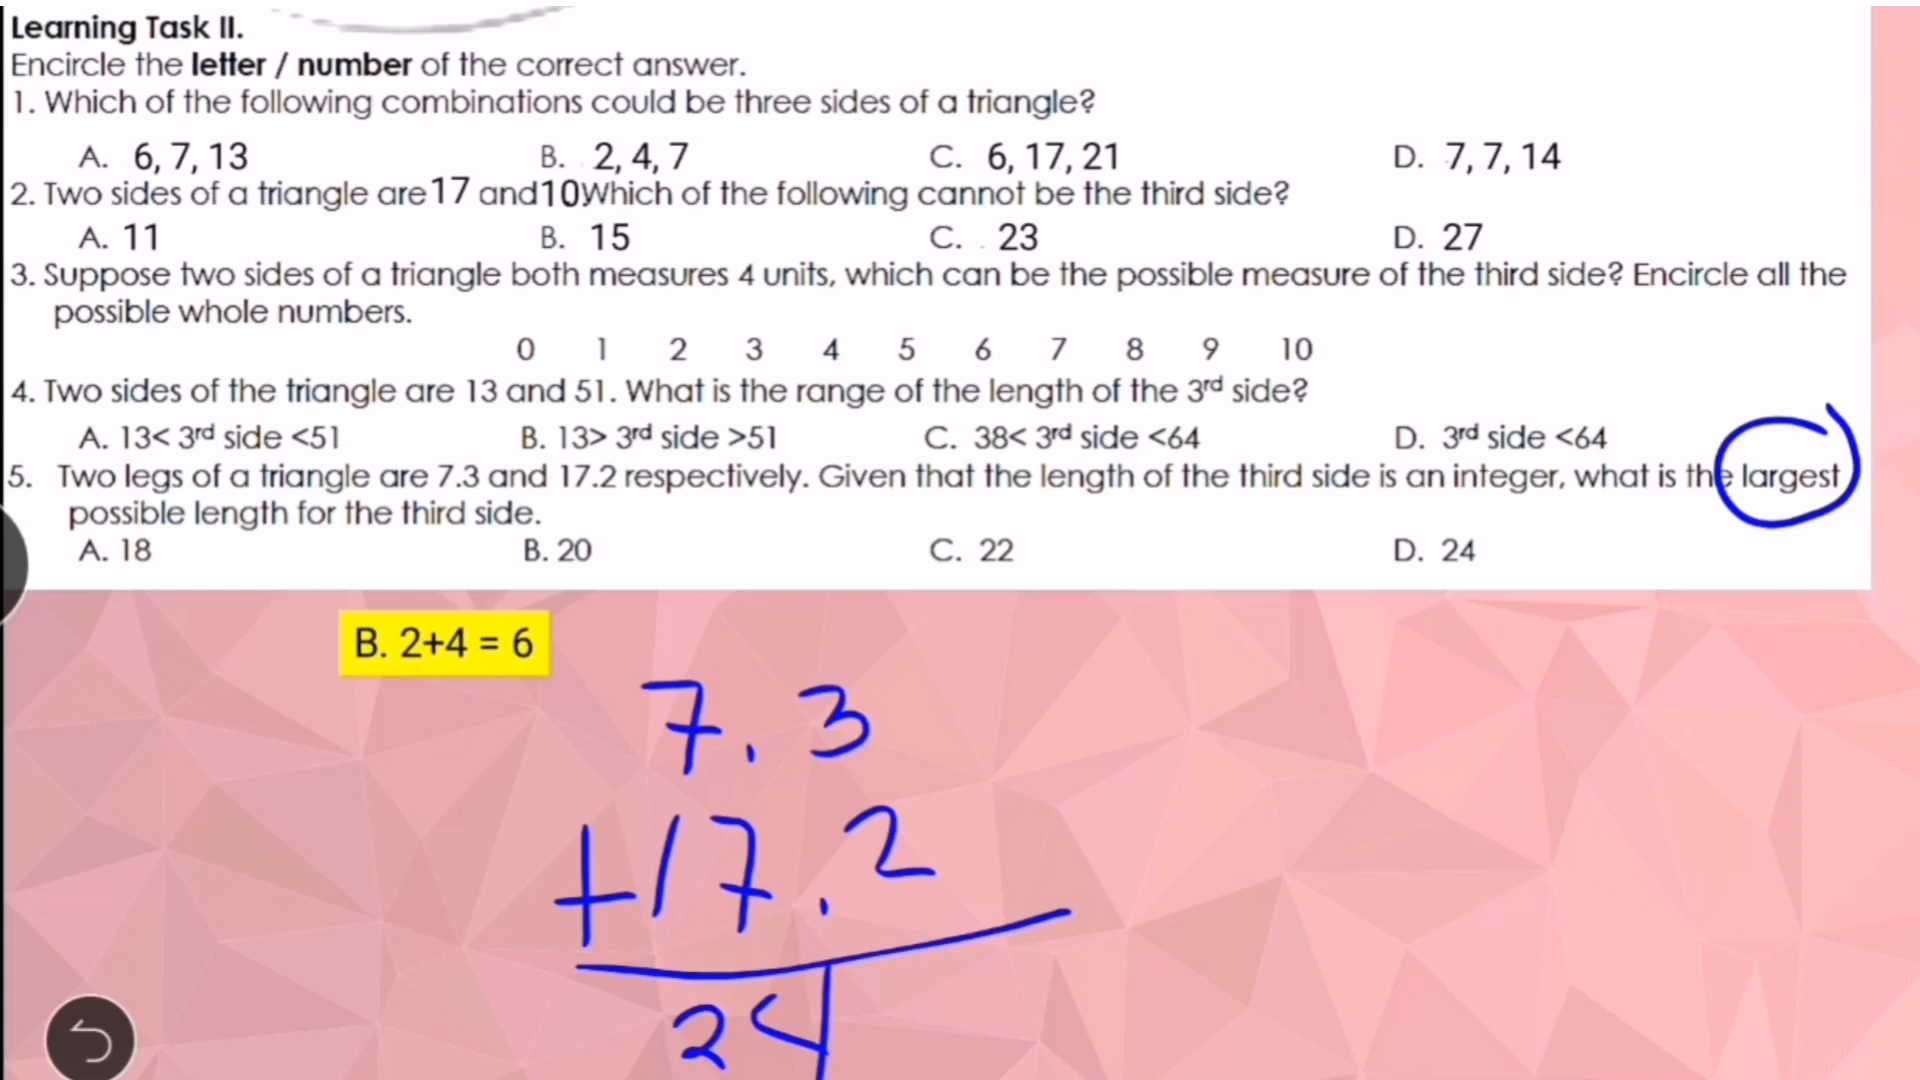 Learning Task II.
Encircle the letter / number of the correct answer.
1. Which of the following combinations could be three sides of a triangle?
A. 6, 7, 13 B. 2, 4, 7 C. 6, 17, 21 D. 7, 7, 14
2. Two sides of a triangle are 17 and 10 Which of the following cannot be the third side?
A. 11 B. 15 C. 23 D. 27
3. Suppose two sides of a triangle both measures 4 units, which can be the possible measure of the third side? Encircle all the
possible whole numbers.
0 1 2 3 4 5 6 7 8 9 10
4. Two sides of the triangle are 13 and 51. What is the range of the length of the 3rd side?
A. 13< 3rd side <51 B. 13> 3rd side >51 C. 38< 3rd side <64 D. 3rd side <64
5. Two legs of a triangle are 7.3 and 17.2 respectively. Given that the length of the third side is an integer, what is the largest
possible length for the third side.
A. 18 B. 20 C. 22 D. 24
B. 2+4 = 6
7.3
+17.2
24